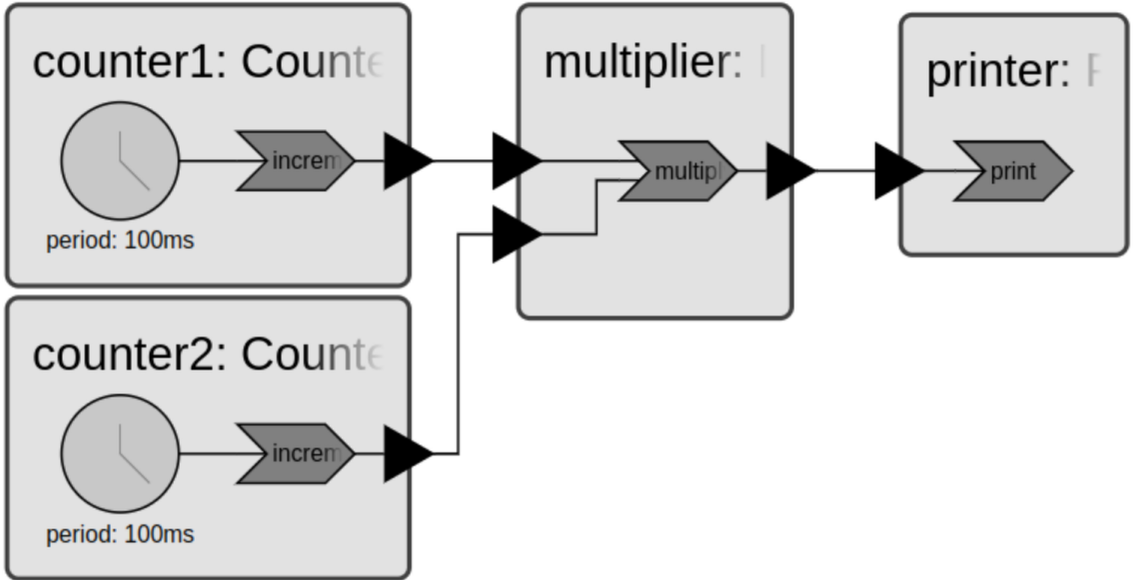 counter1: Counte
increm
period: 100ms
multiplier:
multipl
printer: P
print
counter2: Counte
increm
period: 100ms